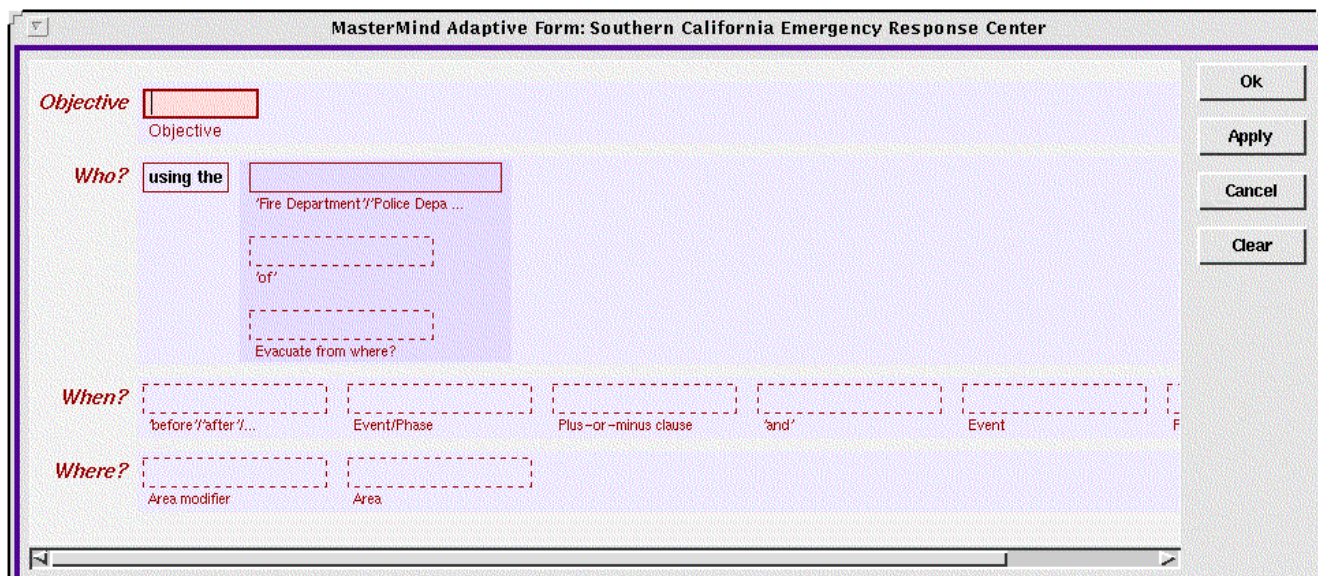 MasterMind Adaptive Form: Southern California Emergency Response Center
Ok
Objective
Objective
Apply
Who? using the
'Fire Department'/'Police Depa ...
Cancel
Clear
'of'
Evacuate from where?
When?
'before'/'after'/... Event/Phase Plus-or-minus clause 'and' Event
Where?
Area modifier Area